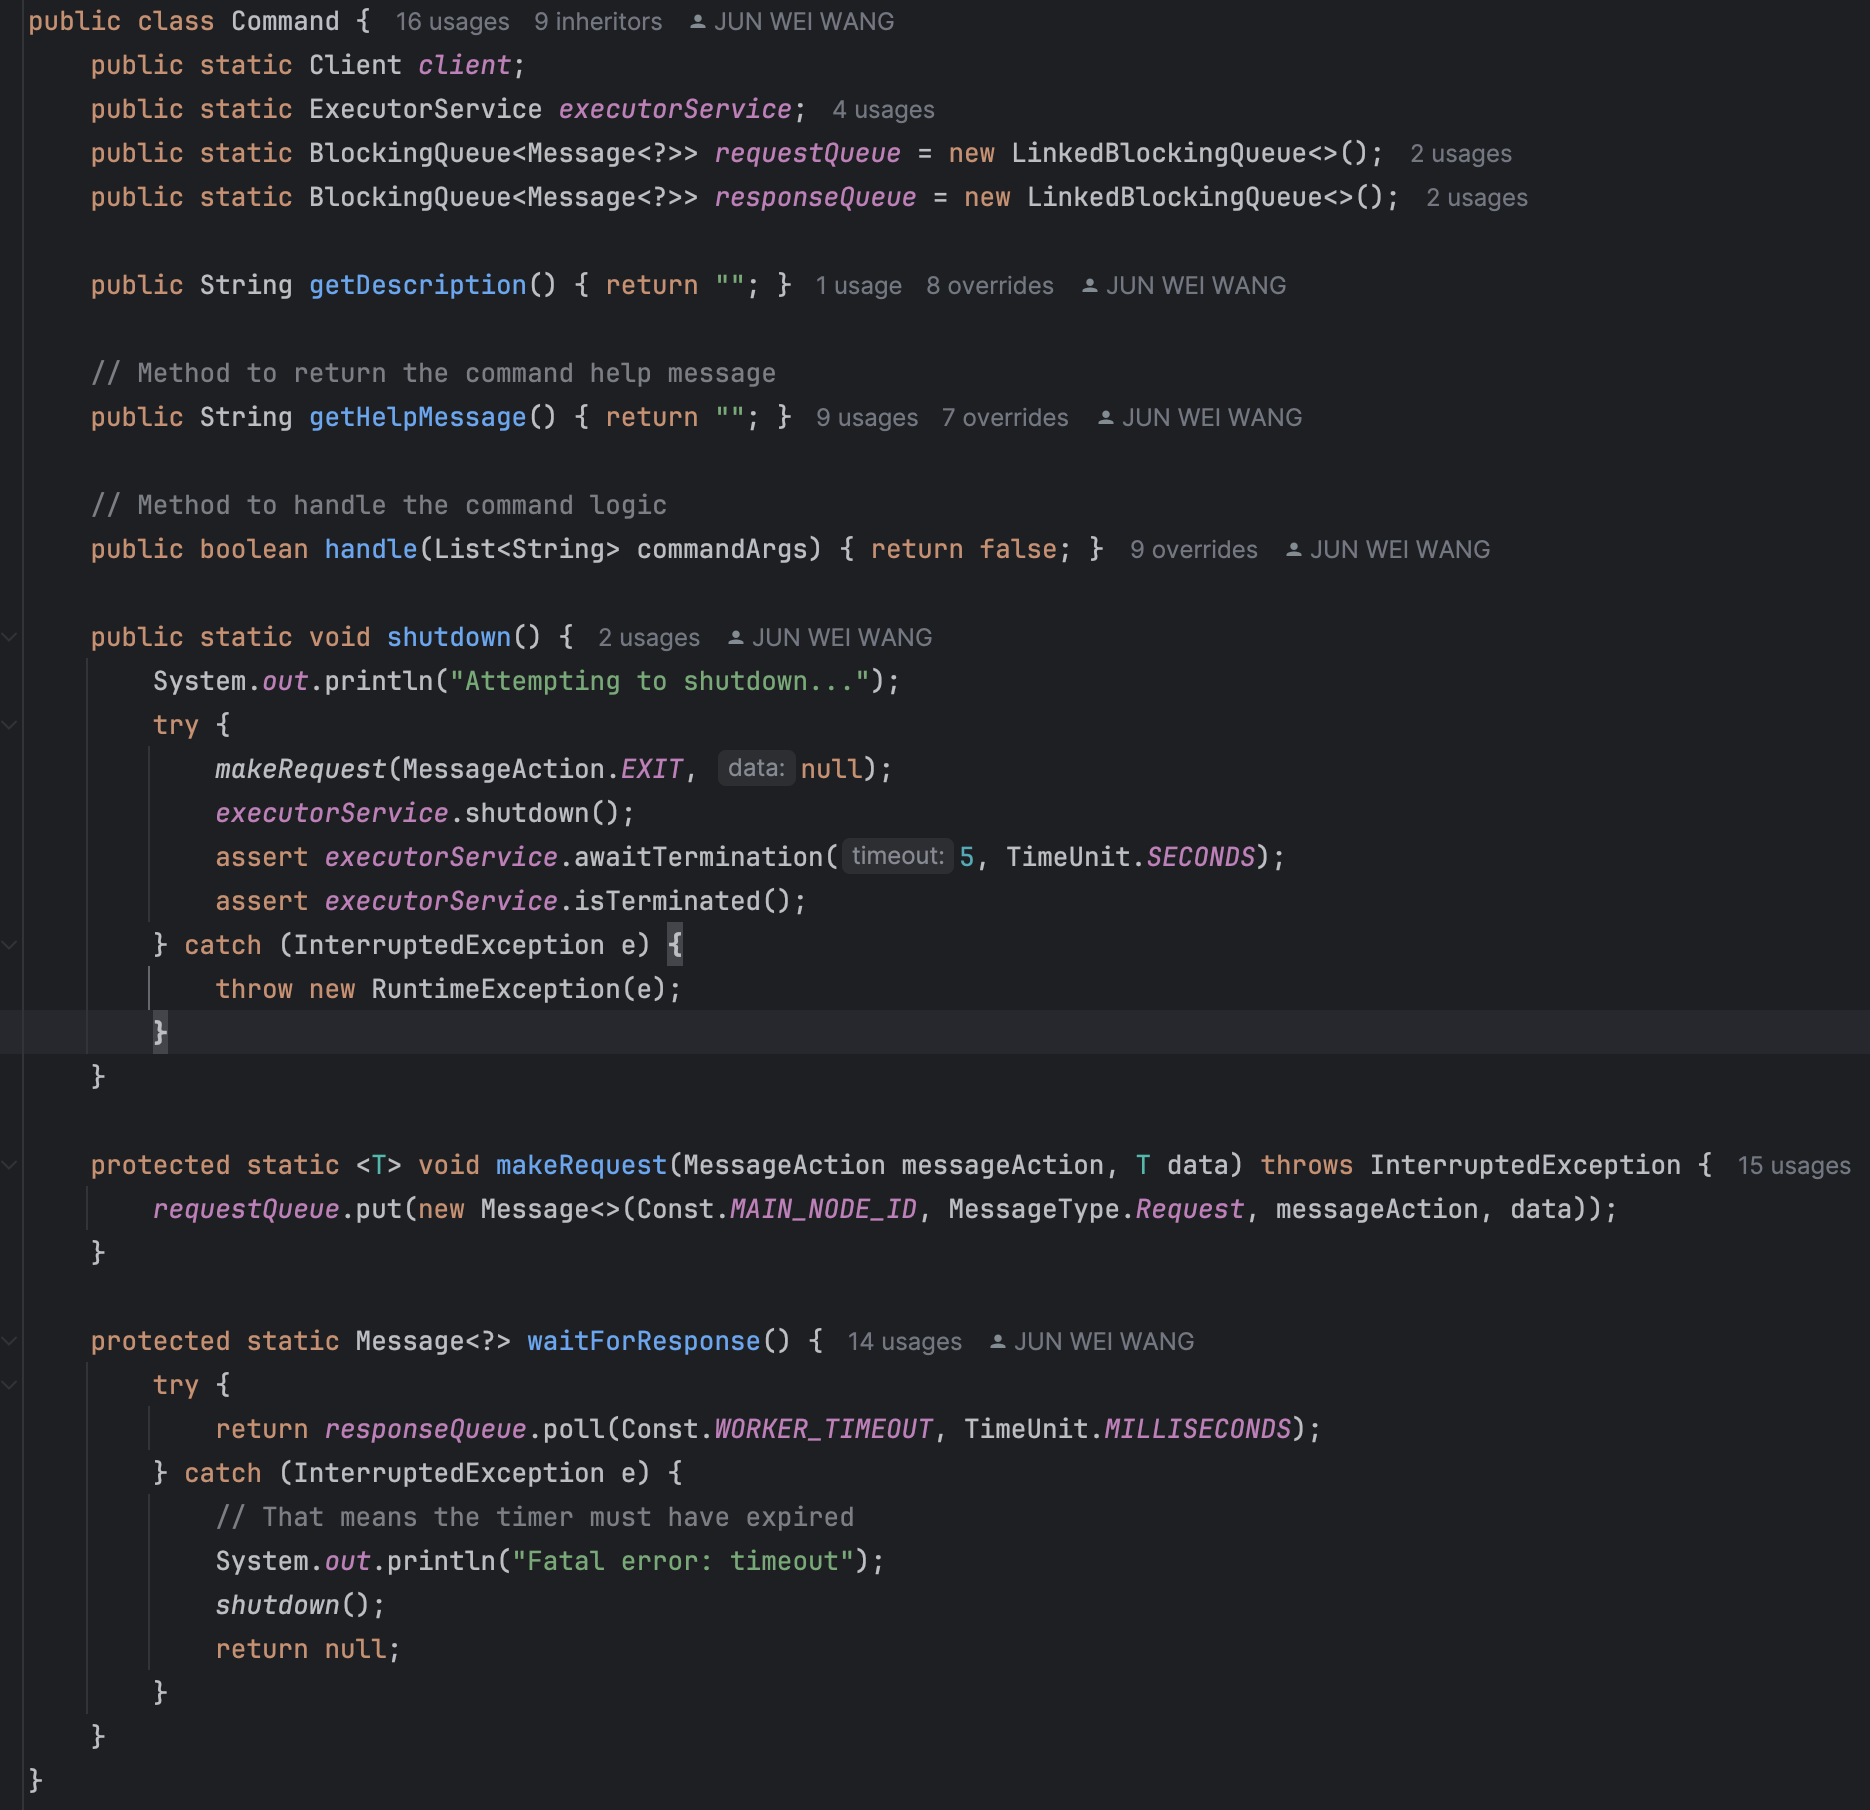 public class Command { 16 usages 9 inheritors JUN WEI WANG
public static Client client;
public static ExecutorService executorService; 4 usages
public static BlockingQueue<Message<?>> requestQueue = new LinkedBlockingQueue<>(); 2 usages
public static BlockingQueue<Message<?>> responseQueue = new LinkedBlockingQueue<>(); 2 usages
public String getDescription() { return ""; } 1 usage 8 overrides JUN WEI WANG
// Method to return the command help message
public String getHelpMessage() { return ""; } 9 usages 7 overrides JUN WEI WANG
// Method to handle the command logic
public boolean handle(List<String> commandArgs) { return false; } 9 overrides JUN WEI WANG
public static void shutdown() { 2 usages JUN WEI WANG
System.out.println("Attempting to shutdown...");
try {
makeRequest(MessageAction.EXIT, data: null);
executorService.shutdown();
assert executorService.awaitTermination( timeout: 5, TimeUnit.SECONDS);
assert executorService.isTerminated();
} catch (InterruptedException e) {
throw new RuntimeException(e);
}
}
protected static <T> void makeRequest(MessageAction messageAction, T data) throws InterruptedException { 15 usages
requestQueue.put(new Message<>(Const.MAIN_NODE_ID, MessageType.Request, messageAction, data));
}
protected static Message<?> waitForResponse() { 14 usages JUN WEI WANG
try {
return responseQueue.poll(Const.WORKER_TIMEOUT, TimeUnit.MILLISECONDS);
} catch (InterruptedException e) {
// That means the timer must have expired
System.out.println("Fatal error: timeout");
shutdown();
return null;
}
}
}